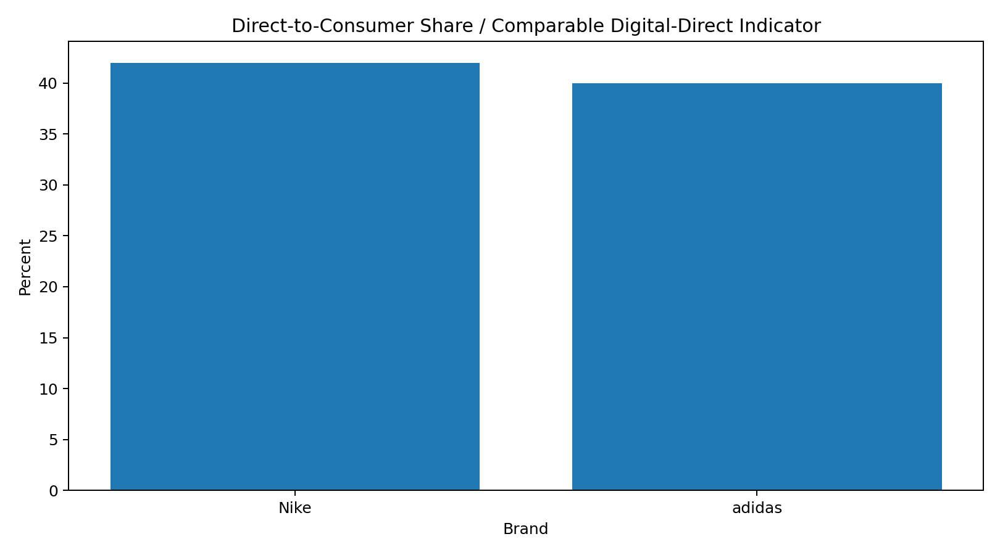 Direct-to-Consumer Share / Comparable Digital-Direct Indicator
Percent
40
35
30
25
20
15
10
5
0
Nike
adidas
Brand